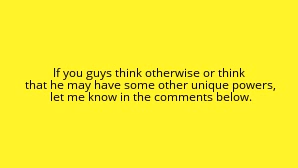 If you guys think otherwise or think
that he may have some other unique powers,
let me know in the comments below.